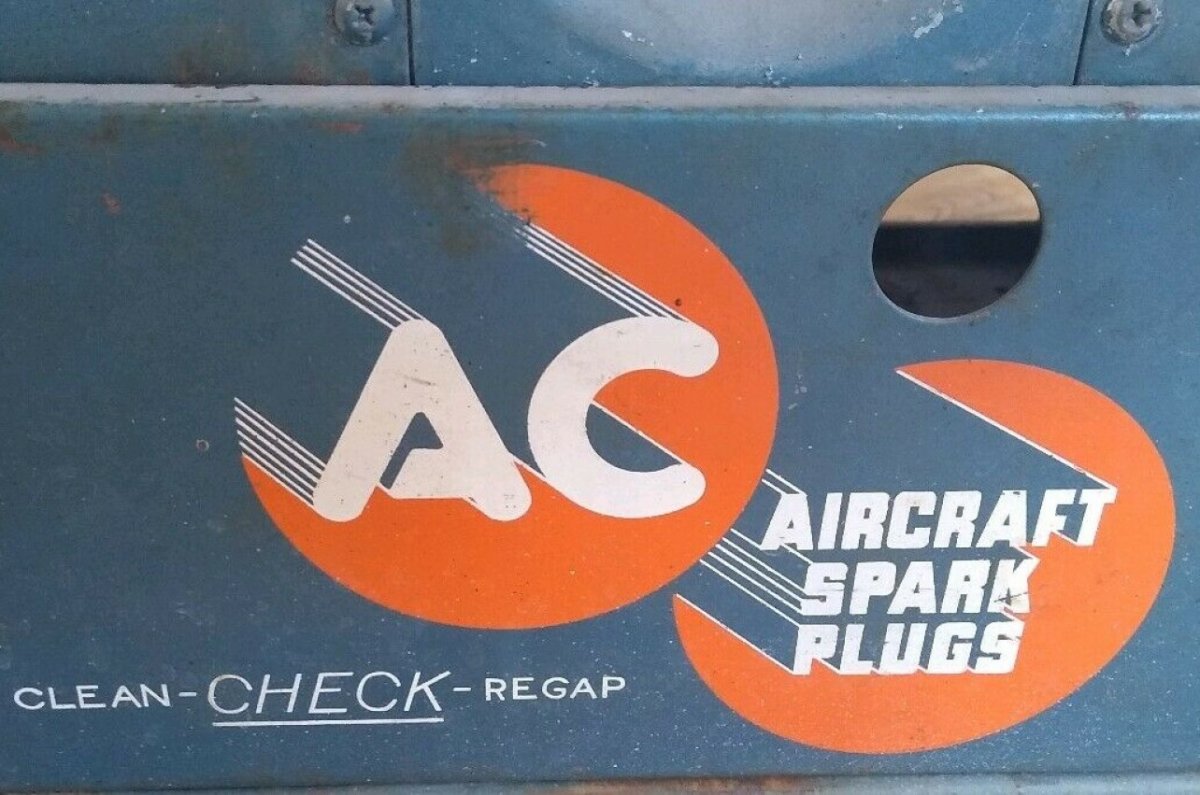 AC
AIRCRAFT
SPARK
PLUGS
CLEAN-CHECK-REGAP